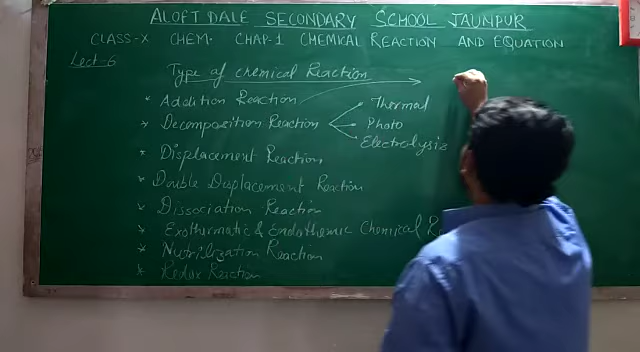 ALOFT DALE SECONDARY SCHOOL JAUNPUR
CLASS-X CHEM. CHAP-1 CHEMICAL REACTION AND EQUATION
Lect-6
Type of chemical Reaction
* Addition Reaction
* Decomposition Reaction
Thermal
Photo
Electrolysis
* Displacement Reaction
* Double Displacement Reaction
* Dissociation Reaction
* Exothermatic & Endothemic Chemical
* Nutrilization Reaction
* Redox Reaction